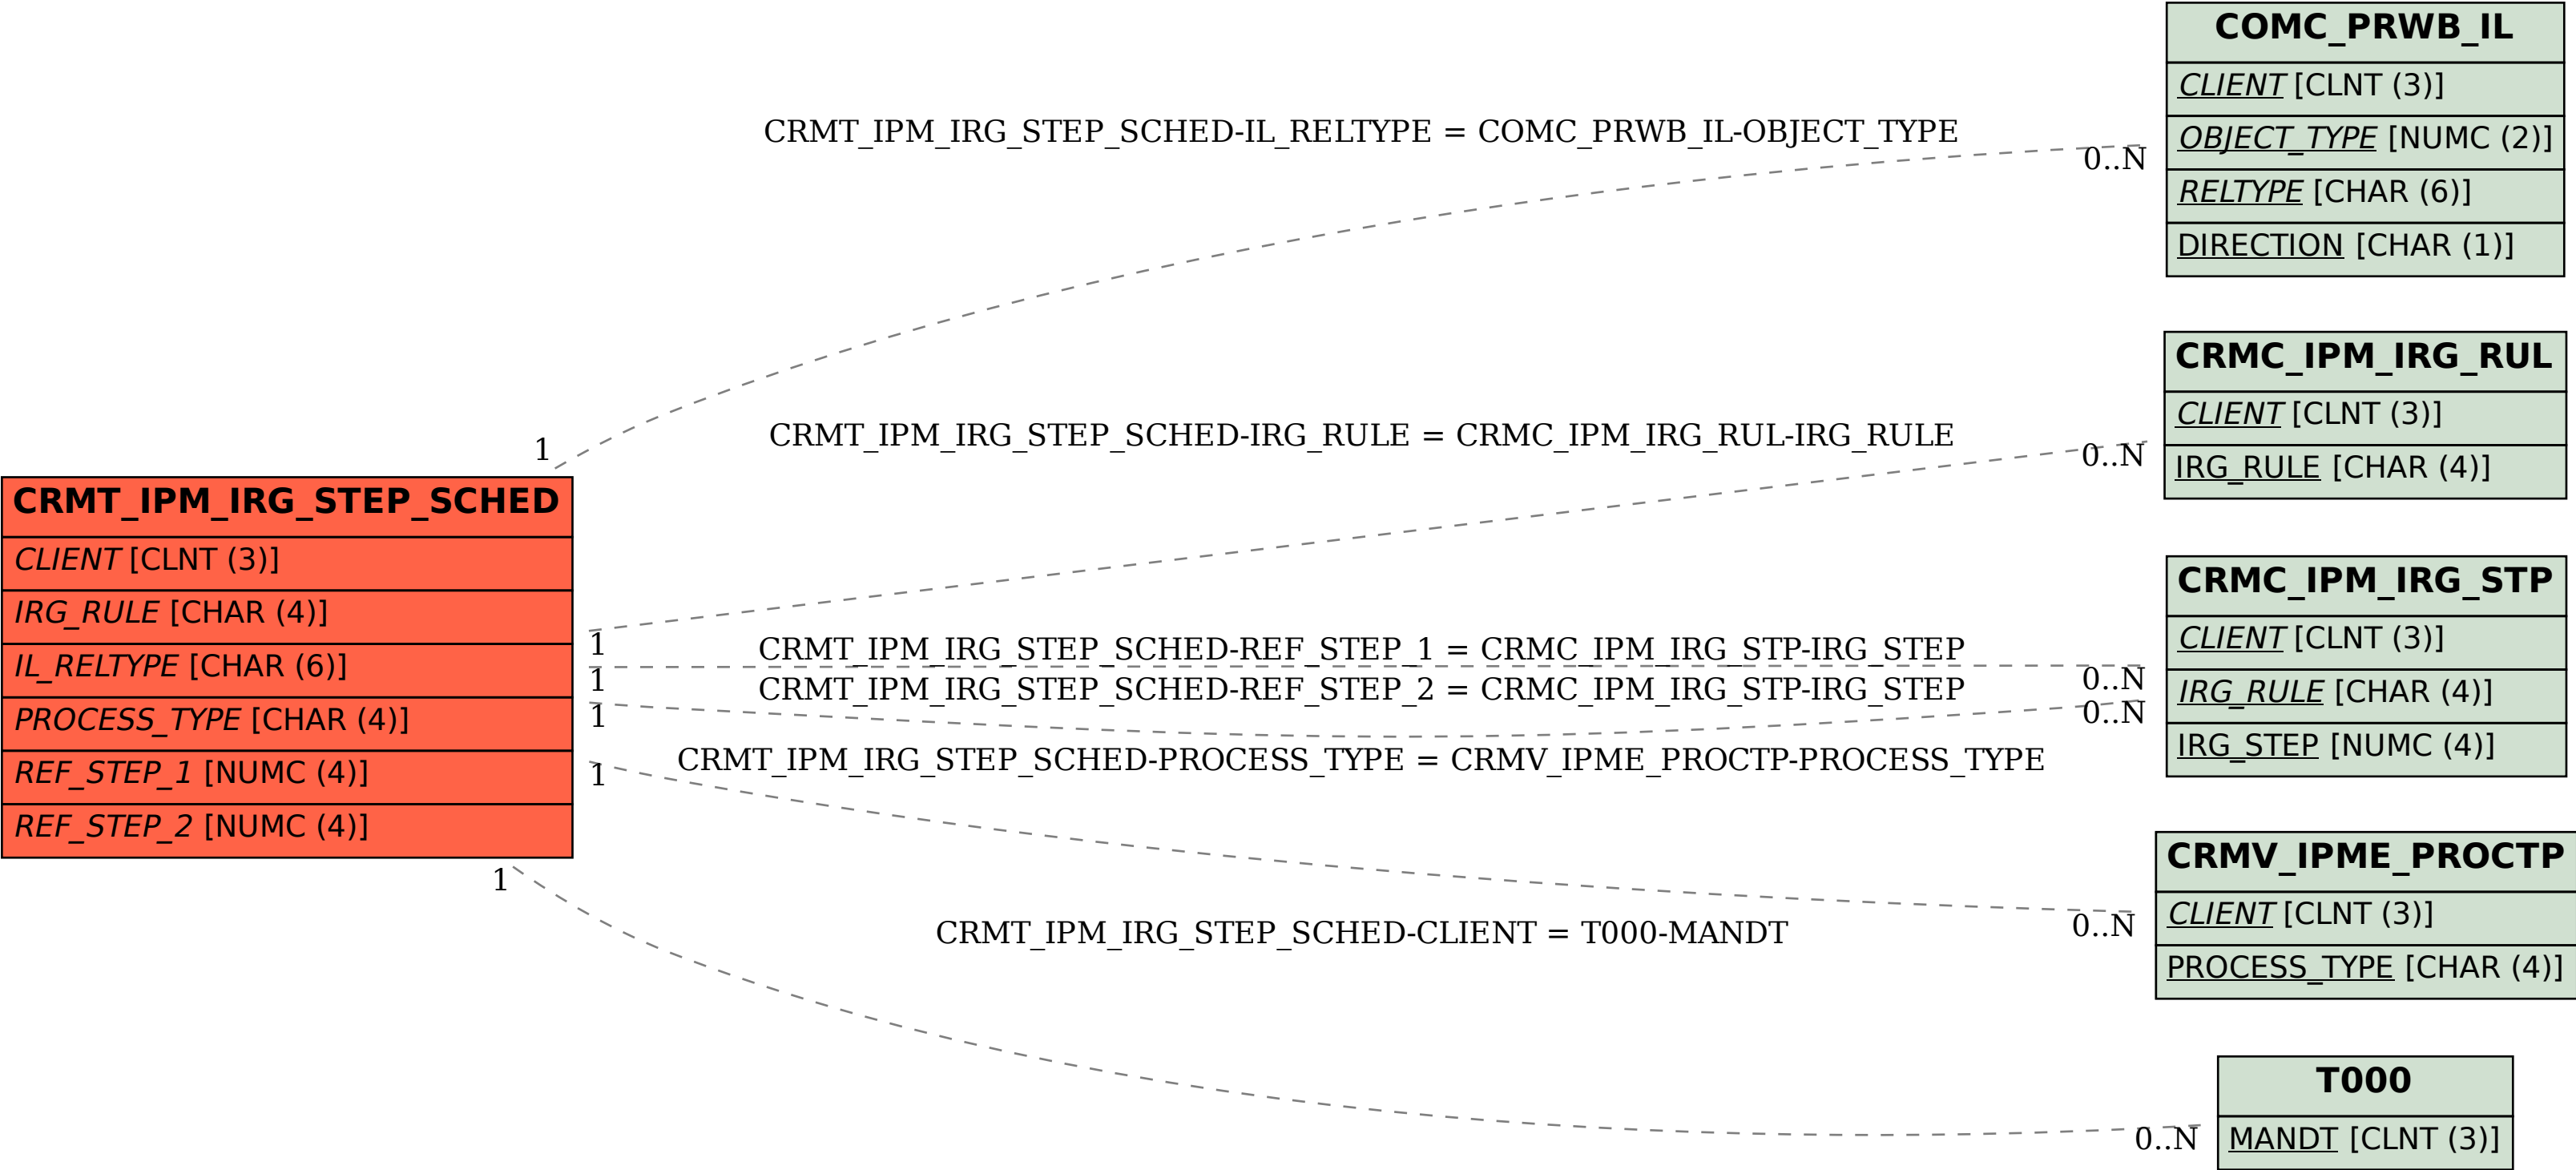 COMC_PRWB_IL
CLIENT [CLNT (3)]
OBJECT_TYPE [NUMC (2)]
RELTYPE [CHAR (6)]
DIRECTION [CHAR (1)]
CRMT_IPM_IRG_STEP_SCHED-IL_RELTYPE = COMC_PRWB_IL-OBJECT_TYPE
0..N
1
CRMC_IPM_IRG_RUL
CLIENT [CLNT (3)]
IRG_RULE [CHAR (4)]
CRMT_IPM_IRG_STEP_SCHED-IRG_RULE = CRMC_IPM_IRG_RUL-IRG_RULE
0..N
1
CRMT_IPM_IRG_STEP_SCHED
CLIENT [CLNT (3)]
IRG_RULE [CHAR (4)]
IL_RELTYPE [CHAR (6)]
PROCESS_TYPE [CHAR (4)]
REF_STEP_1 [NUMC (4)]
REF_STEP_2 [NUMC (4)]
CRMC_IPM_IRG_STP
CLIENT [CLNT (3)]
IRG_RULE [CHAR (4)]
IRG_STEP [NUMC (4)]
CRMT_IPM_IRG_STEP_SCHED-REF_STEP_1 = CRMC_IPM_IRG_STP-IRG_STEP
1
0..N
CRMT_IPM_IRG_STEP_SCHED-REF_STEP_2 = CRMC_IPM_IRG_STP-IRG_STEP
1
0..N
CRMT_IPM_IRG_STEP_SCHED-PROCESS_TYPE = CRMV_IPME_PROCTP-PROCESS_TYPE
1
0..N
CRMV_IPME_PROCTP
CLIENT [CLNT (3)]
PROCESS_TYPE [CHAR (4)]
1
CRMT_IPM_IRG_STEP_SCHED-CLIENT = T000-MANDT
0..N
T000
MANDT [CLNT (3)]